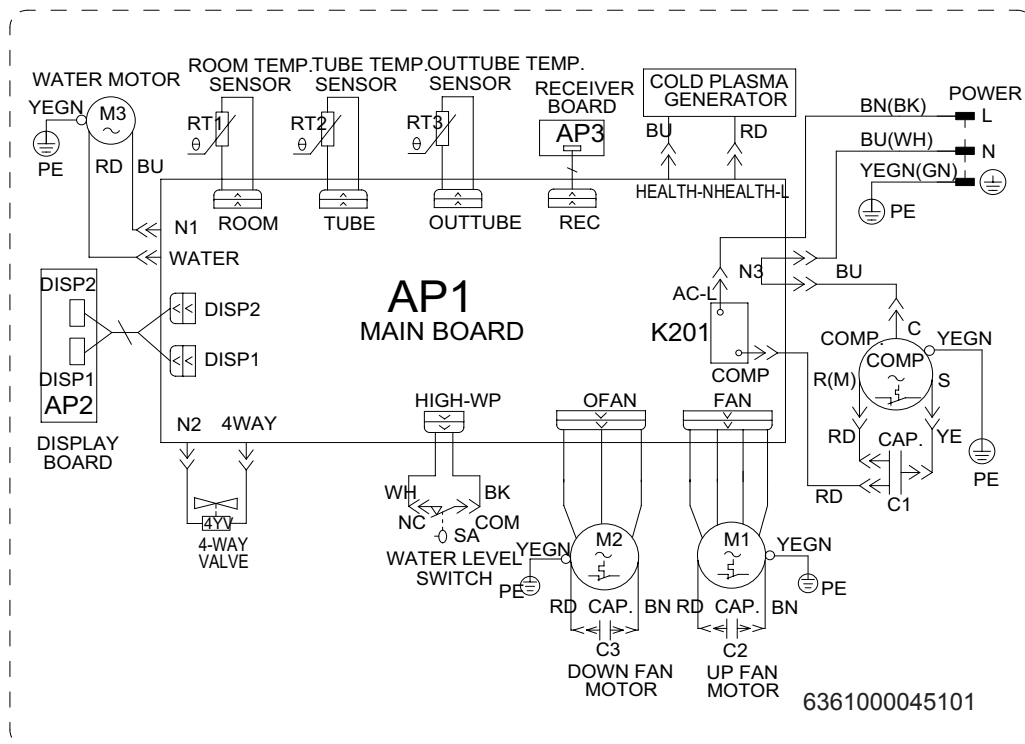 WATER MOTOR
YEGN
M3
PE
RD
BU
ROOM TEMP.
SENSOR
TUBE TEMP.
SENSOR
OUTTUBE TEMP.
SENSOR
RT1
θ
RT2
θ
RT3
θ
RECEIVER
BOARD
AP3
COLD PLASMA
GENERATOR
BU
RD
POWER
BN(BK)
L
BU(WH)
N
YEGN(GN)
PE
ROOM
TUBE
OUTTUBE
REC
HEALTH-N
HEALTH-L
N1
WATER
DISP2
DISP1
AP2
DISPLAY
BOARD
DISP2
DISP1
AP1
MAIN BOARD
N3
BU
AC-L
K201
COMP
COMP.
C
COMP
YEGN
R(M)
S
RD
CAP.
YE
RD
C1
PE
N2
4WAY
4YV
4-WAY
VALVE
HIGH-WP
WH
BK
NC
COM
SA
WATER LEVEL
SWITCH
OFAN
FAN
YEGN
M2
PE
RD
CAP.
BN
C3
DOWN FAN
MOTOR
M1
YEGN
PE
RD
CAP.
BN
C2
UP FAN
MOTOR
6361000045101